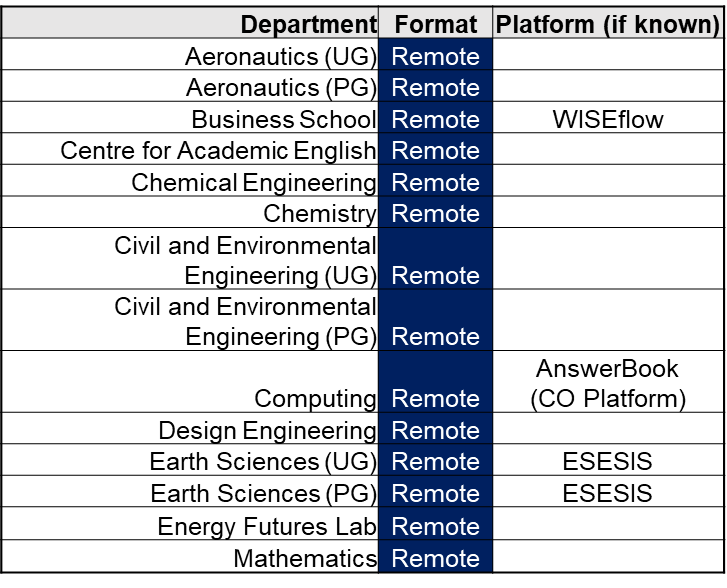 Department Format Platform (if known)
Aeronautics (UG) Remote
Aeronautics (PG) Remote
Business School Remote WISEflow
Centre for Academic English Remote
Chemical Engineering Remote
Chemistry Remote
Civil and Environmental
Engineering (UG) Remote
Civil and Environmental
Engineering (PG) Remote
AnswerBook
Computing Remote (CO Platform)
Design Engineering Remote
Earth Sciences (UG) Remote ESESIS
Earth Sciences (PG) Remote ESESIS
Energy Futures Lab Remote
Mathematics Remote